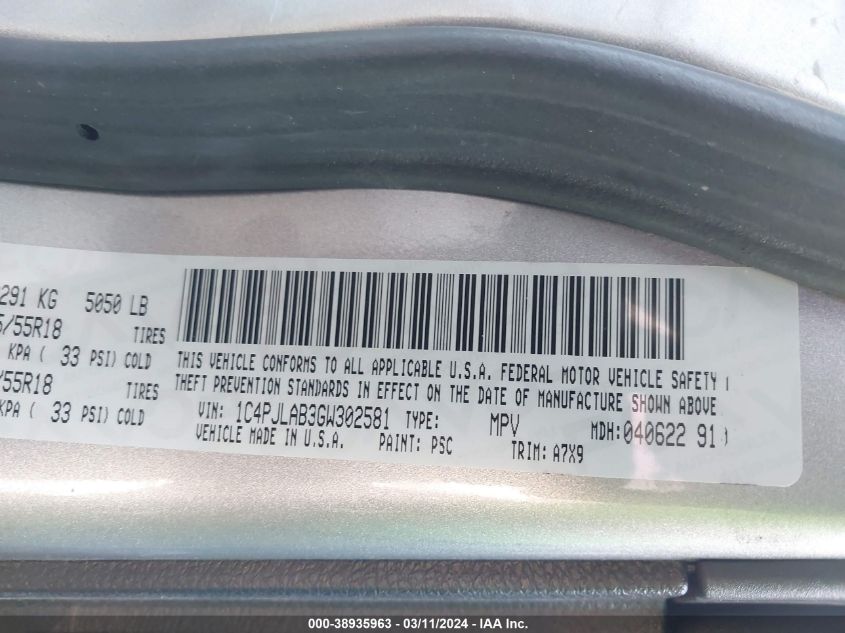 291 KG 5050 LB
5/55R18 TIRES
KPA ( 33 PSI) COLD
/55R18 TIRES
KPA ( 33 PSI) COLD
THIS VEHICLE CONFORMS TO ALL APPLICABLE U.S.A. FEDERAL MOTOR VEHICLE SAFETY
THEFT PREVENTION STANDARDS IN EFFECT ON THE DATE OF MANUFACTURE SHOWN ABOVE
VIN: 1C4PJLAB3GW302581 TYPE: MPV MDH:040622 91
VEHICLE MADE IN U.S.A. PAINT: PSC TRIM: A7X9
000-38935963 - 03/11/2024 - IAA Inc.